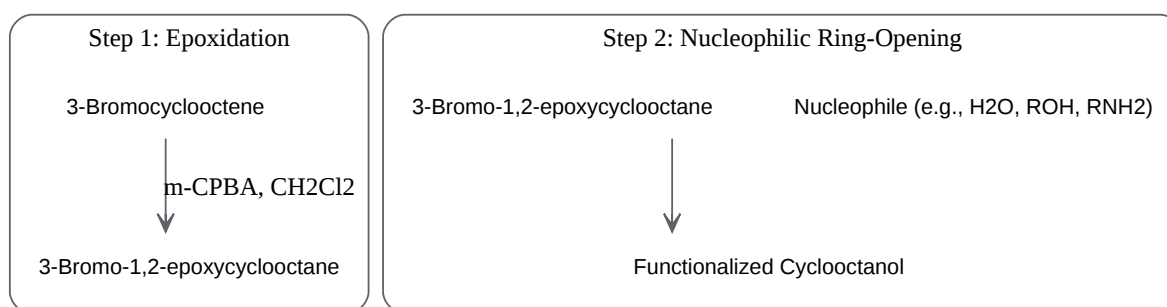 Step 1: Epoxidation
3-Bromocyclooctene
m-CPBA, CH2Cl2
3-Bromo-1,2-epoxycyclooctane
Step 2: Nucleophilic Ring-Opening
3-Bromo-1,2-epoxycyclooctane
Nucleophile (e.g., H2O, ROH, RNH2)
Functionalized Cyclooctanol